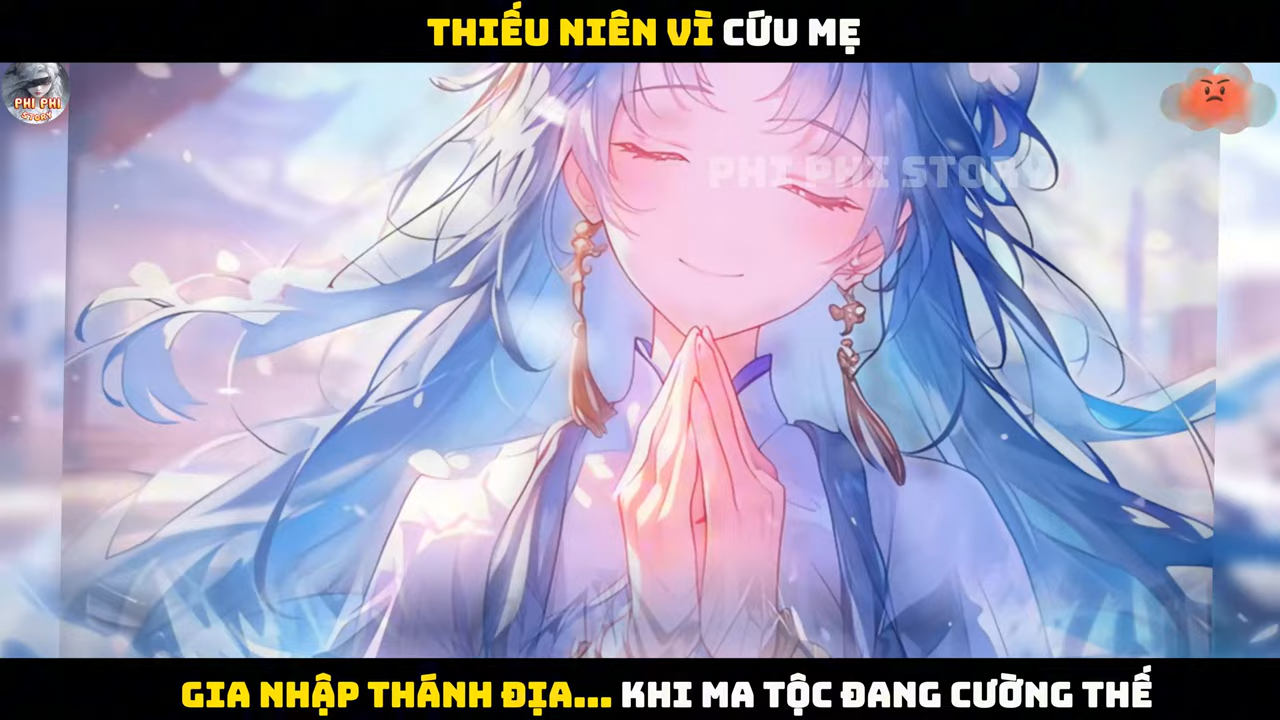 THIẾU NIÊN VÌ CỨU MẸ
PHI PHI
STORY
PHI PHI STORY
GIA NHẬP THÁNH ĐỊA... KHI MA TỘC ĐANG CƯỜNG THẾ